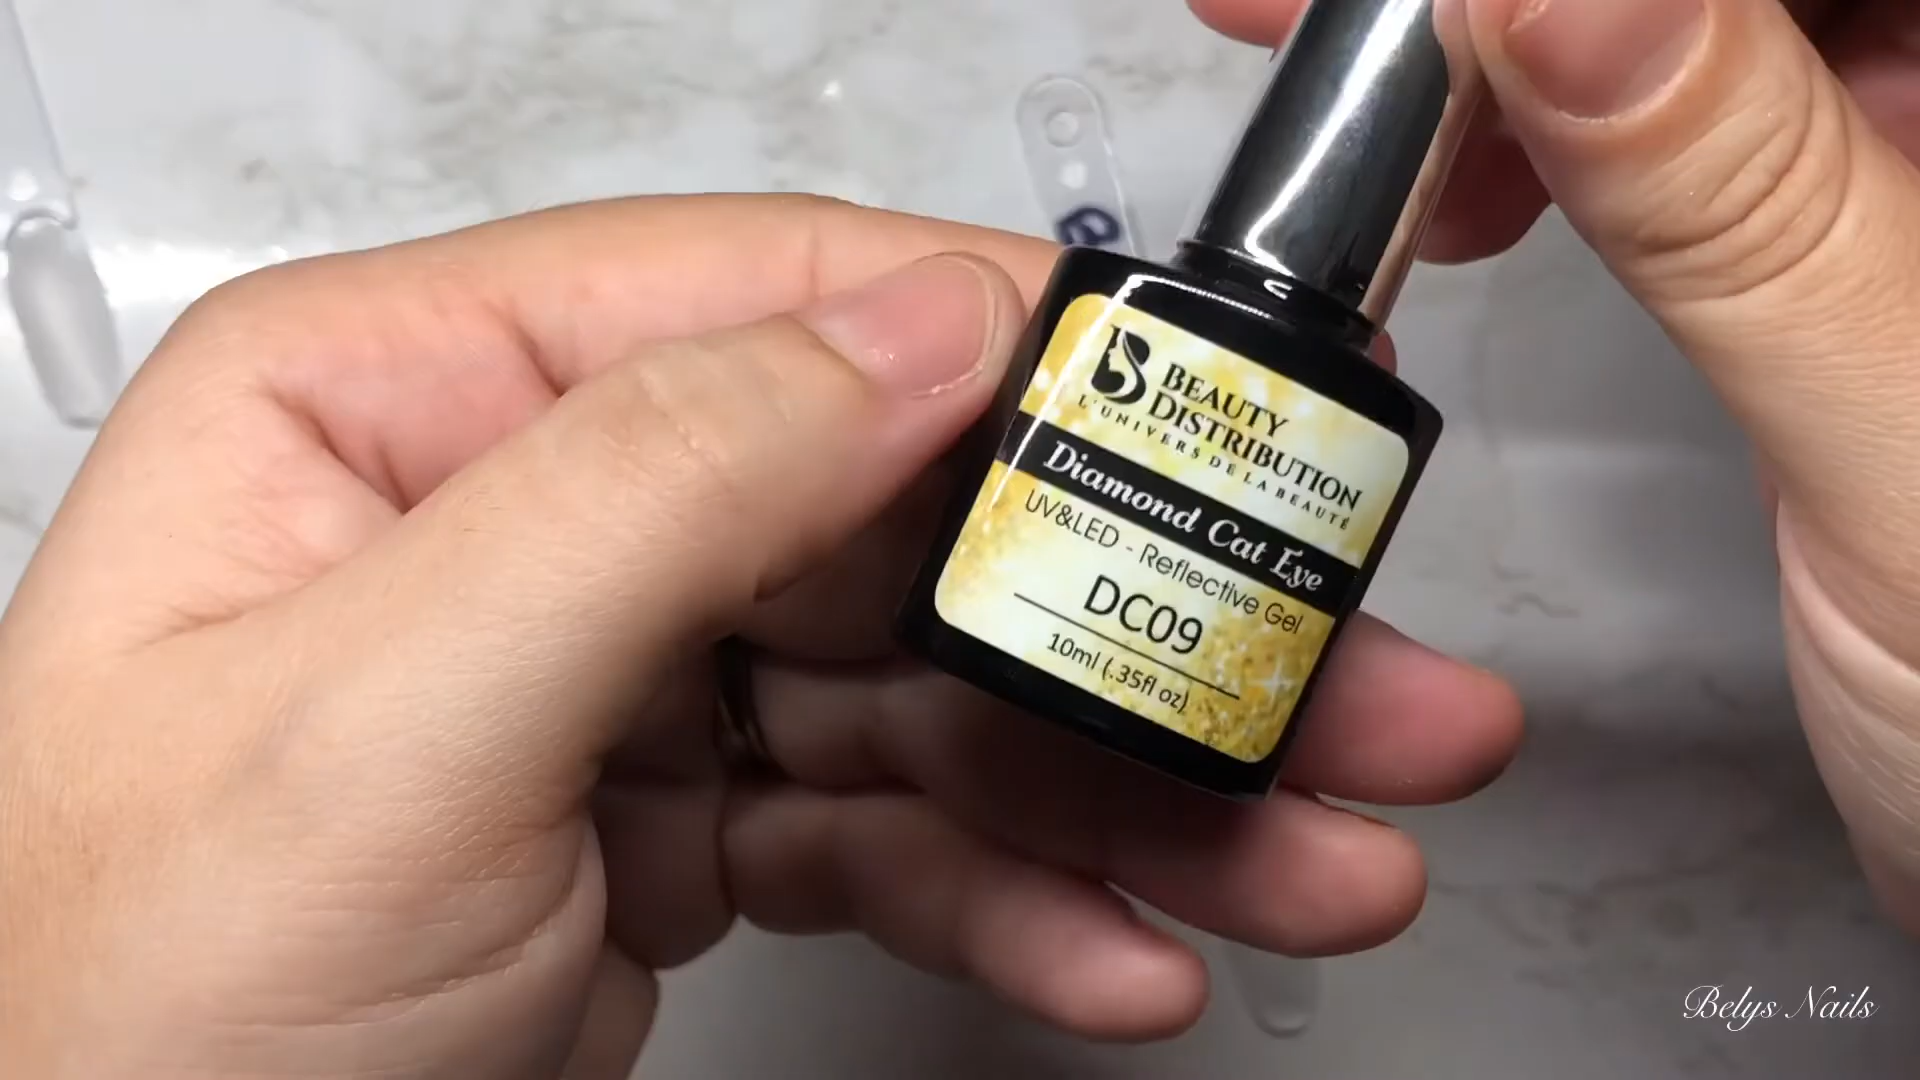 BEAUTY
DISTRIBUTION
L'UNIVERS DE LA BEAUTÉ
Diamond Cat Eye
UV&LED - Reflective Gel
DC09
10ml (.35fl oz)
Belys Nails